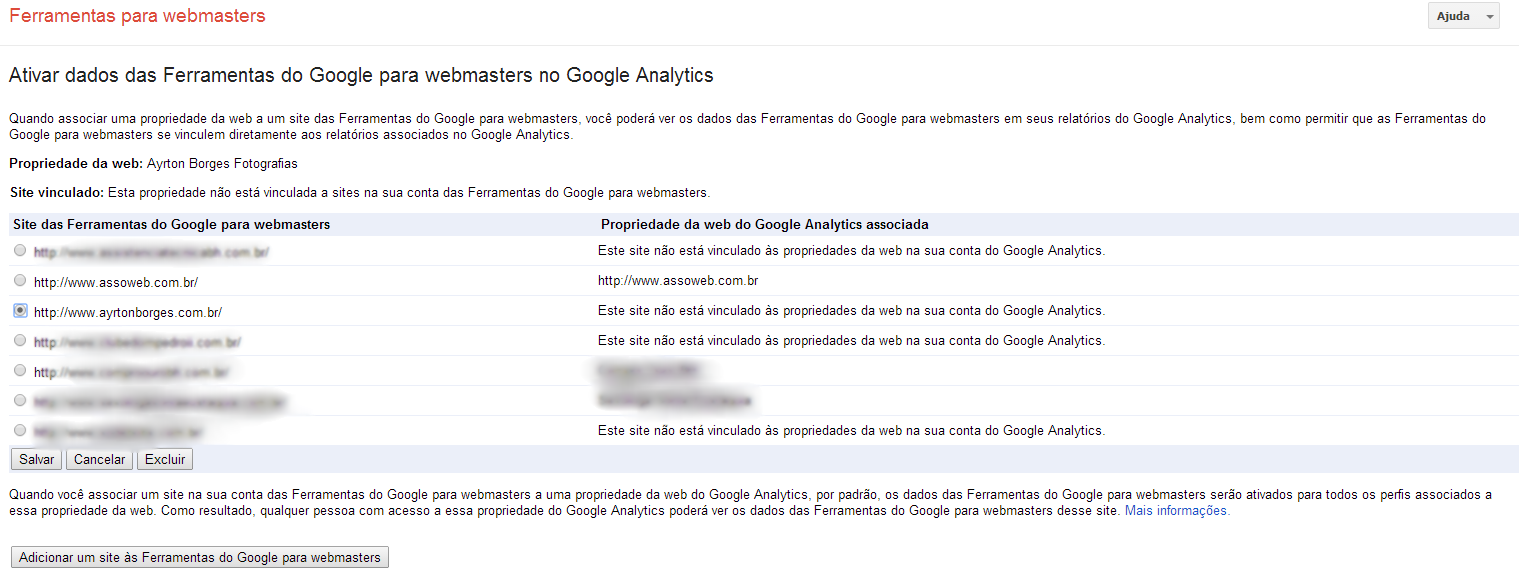 Ferramentas para webmasters
Ajuda
Ativar dados das Ferramentas do Google para webmasters no Google Analytics
Quando associar uma propriedade da web a um site das Ferramentas do Google para webmasters, você poderá ver os dados das Ferramentas do Google para webmasters em seus relatórios do Google Analytics, bem como permitir que as Ferramentas do
Google para webmasters se vinculem diretamente aos relatórios associados no Google Analytics.
Propriedade da web: Ayrton Borges Fotografias
Site vinculado: Esta propriedade não está vinculada a sites na sua conta das Ferramentas do Google para webmasters.
Site das Ferramentas do Google para webmasters Propriedade da web do Google Analytics associada
Este site não está vinculado às propriedades da web na sua conta do Google Analytics.
http://www.assoweb.com.br/ http://www.assoweb.com.br
http://www.ayrtonborges.com.br/ Este site não está vinculado às propriedades da web na sua conta do Google Analytics.
Este site não está vinculado às propriedades da web na sua conta do Google Analytics.
Este site não está vinculado às propriedades da web na sua conta do Google Analytics.
Salvar Cancelar Excluir
Quando você associar um site na sua conta das Ferramentas do Google para webmasters a uma propriedade da web do Google Analytics, por padrão, os dados das Ferramentas do Google para webmasters serão ativados para todos os perfis associados a
essa propriedade da web. Como resultado, qualquer pessoa com acesso a essa propriedade do Google Analytics poderá ver os dados das Ferramentas do Google para webmasters desse site. Mais informações.
Adicionar um site às Ferramentas do Google para webmasters